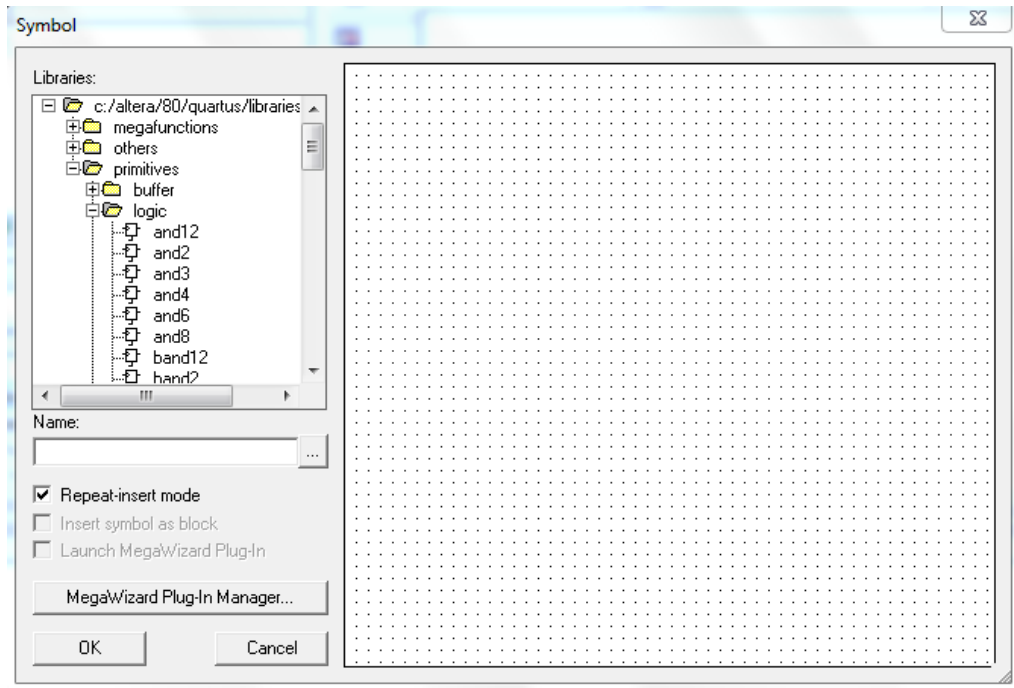 Symbol
Libraries:
c:/altera/80/quartus/libraries
megafunctions
others
primitives
buffer
logic
and12
and2
and3
and4
and6
and8
band12
band2
Name:
...
Repeat-insert mode
Insert symbol as block
Launch MegaWizard Plug-In
MegaWizard Plug-In Manager...
OK
Cancel